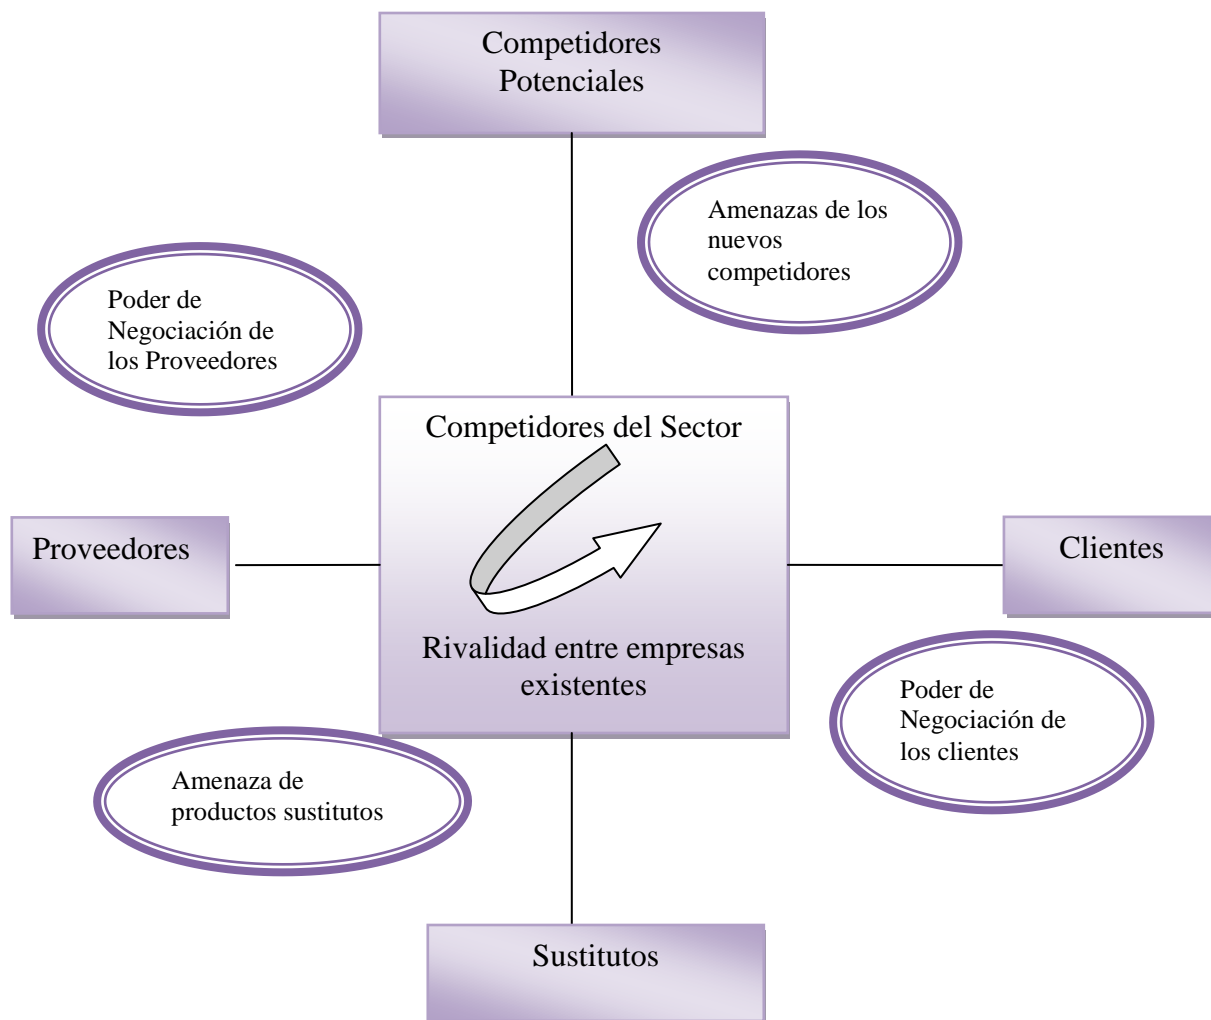 Competidores
Potenciales
Amenazas de los
nuevos
competidores
Poder de
Negociación de
los Proveedores
Competidores del Sector
Proveedores
Clientes
Rivalidad entre empresas
existentes
Poder de
Negociación de
los clientes
Amenaza de
productos sustitutos
Sustitutos